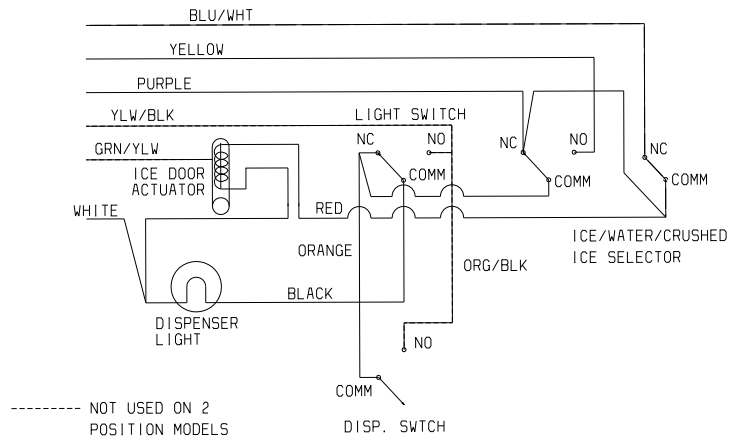 BLU/WHT
YELLOW
PURPLE
YLW/BLK
LIGHT SWITCH
NC
NO
NC
NO
GRN/YLW
NC
ICE DOOR
ACTUATOR
COMM
COMM
COMM
WHITE
RED
ICE/WATER/CRUSHED
ICE SELECTOR
ORANGE
ORG/BLK
BLACK
DISPENSER
LIGHT
NO
COMM
NOT USED ON 2
POSITION MODELS
DISP. SWTCH